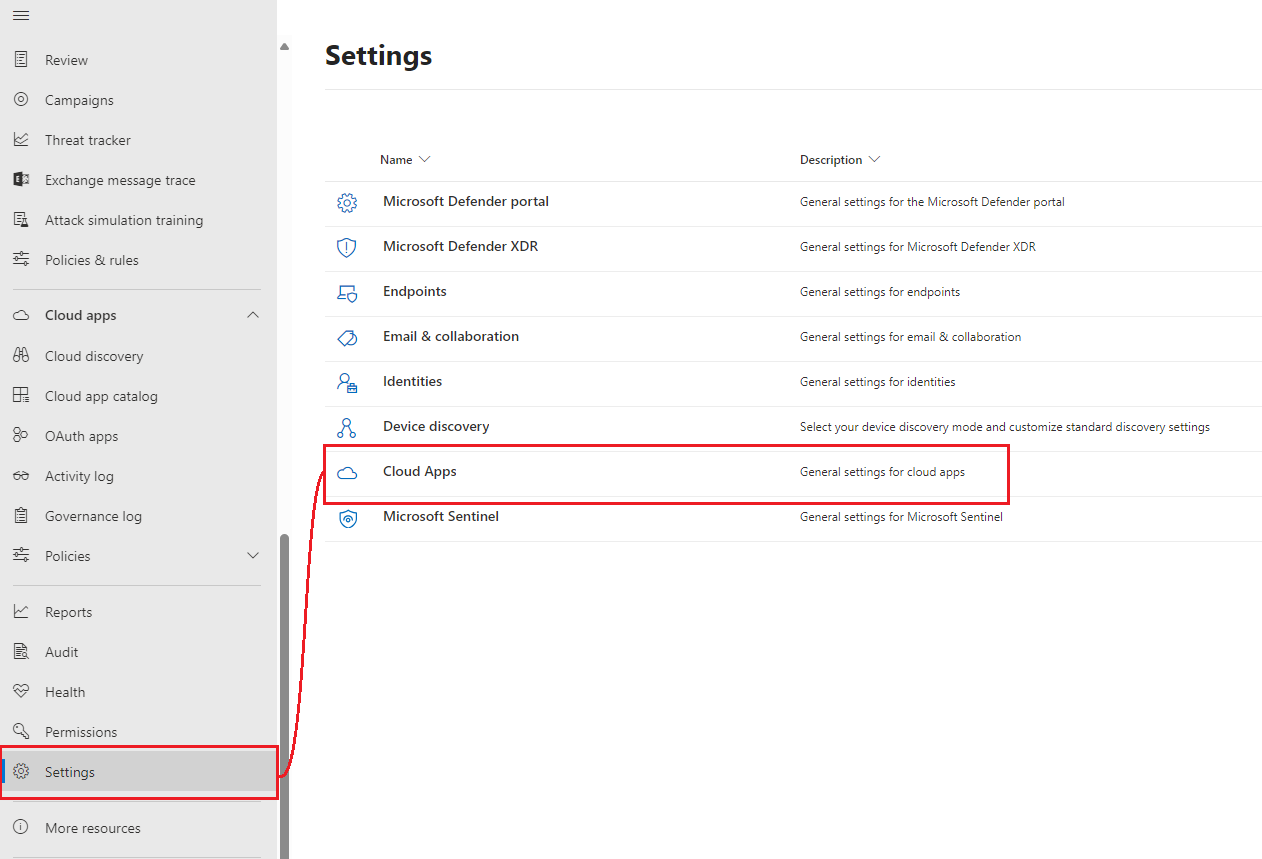 Review
Campaigns
Threat tracker
Exchange message trace
Attack simulation training
Policies & rules
Cloud apps
Cloud discovery
Cloud app catalog
OAuth apps
Activity log
Governance log
Policies
Reports
Audit
Health
Permissions
Settings
More resources
Settings
Name Description
Microsoft Defender portal General settings for the Microsoft Defender portal
Microsoft Defender XDR General settings for Microsoft Defender XDR
Endpoints General settings for endpoints
Email & collaboration General settings for email & collaboration
Identities General settings for identities
Device discovery Select your device discovery mode and customize standard discovery settings
Cloud Apps General settings for cloud apps
Microsoft Sentinel General settings for Microsoft Sentinel